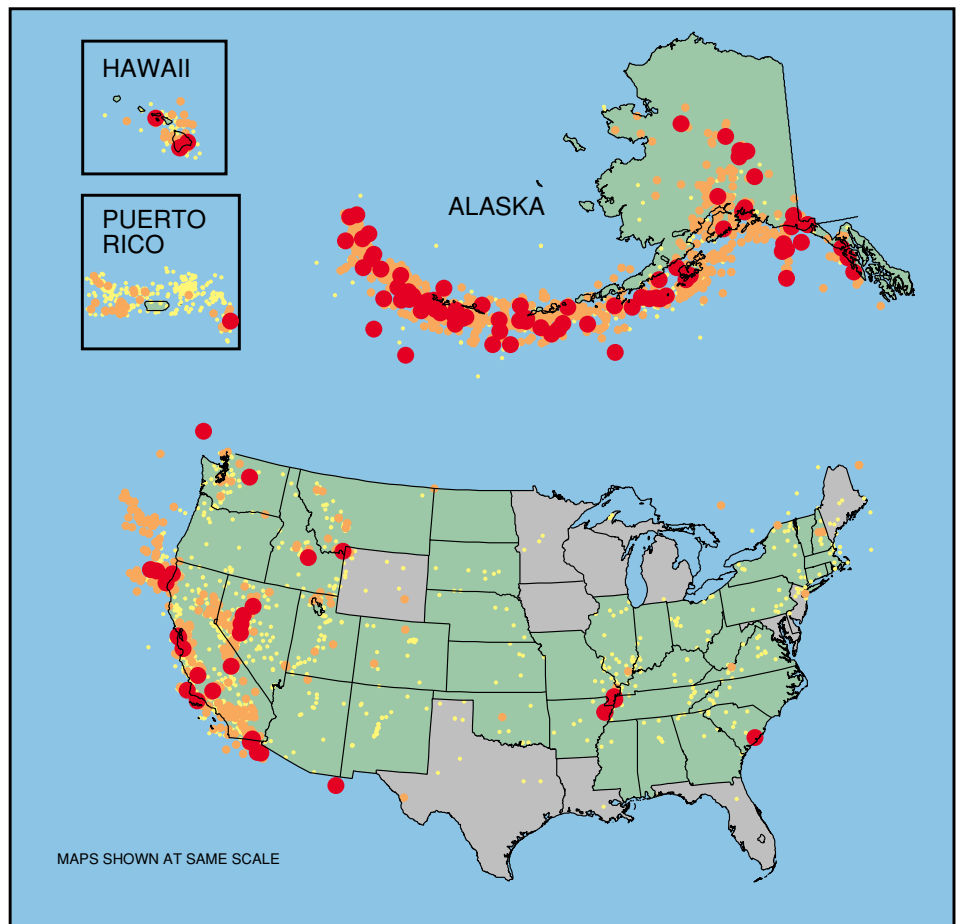 HAWAII
PUERTO
RICO
ALASKA
MAPS SHOWN AT SAME SCALE